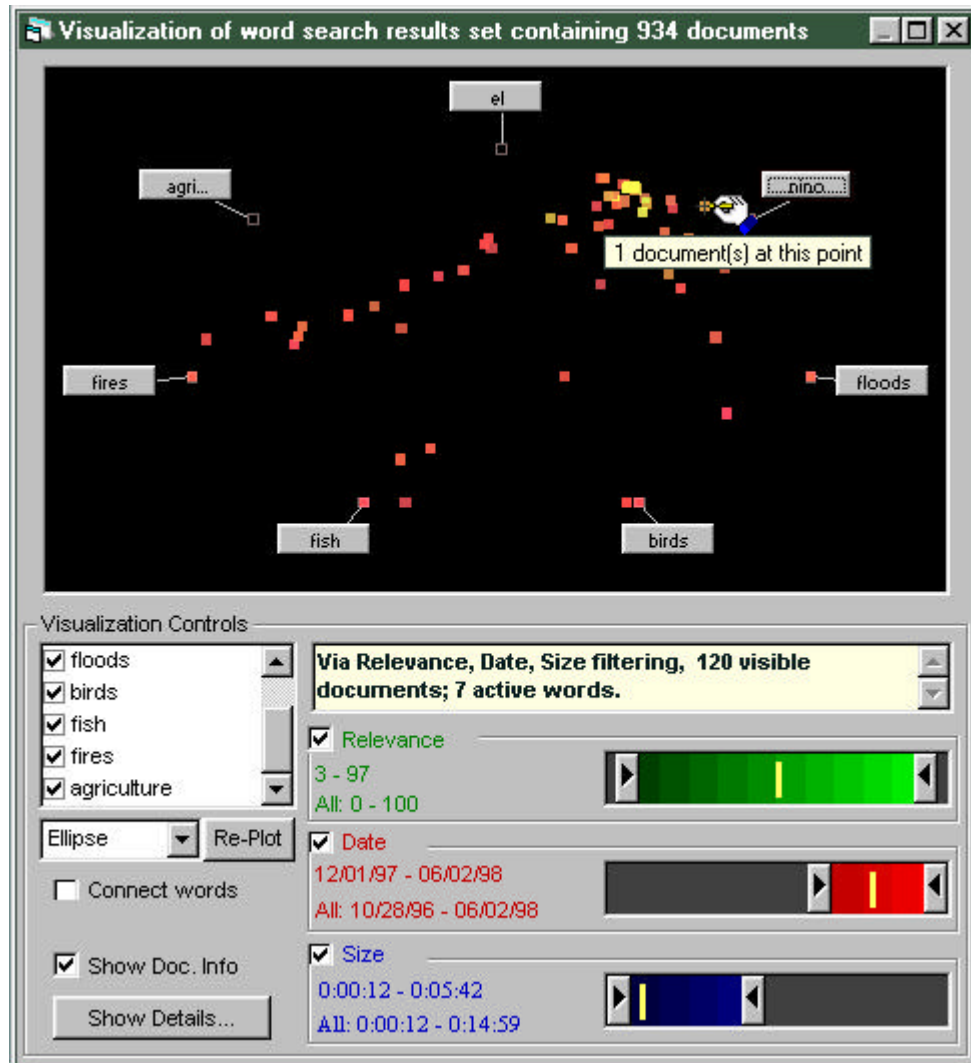 Visualization of word search results set containing 934 documents
el
agri...
....nino....
1 document(s) at this point
fires
floods
fish
birds
Visualization Controls
floods
birds
fish
fires
agriculture
Ellipse
Re-Plot
Connect words
Show Doc. Info
Show Details...
Via Relevance, Date, Size filtering, 120 visible
documents; 7 active words.
Relevance
3 - 97
All: 0 - 100
Date
12/01/97 - 06/02/98
All: 10/28/96 - 06/02/98
Size
0:00:12 - 0:05:42
All: 0:00:12 - 0:14:59